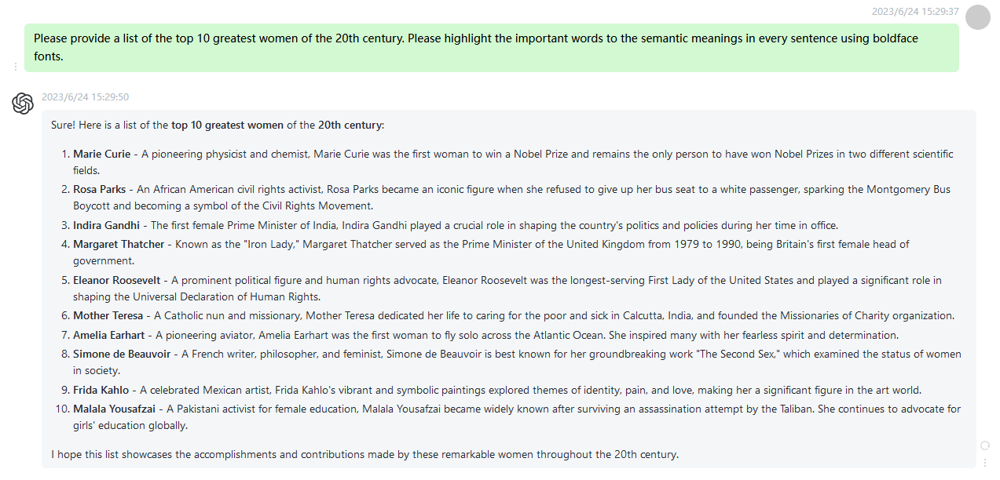 2023/6/24 15:29:37
Please provide a list of the top 10 greatest women of the 20th century. Please highlight the important words to the semantic meanings in every sentence using boldface
fonts.
2023/6/24 15:29:50
Sure! Here is a list of the top 10 greatest women of the 20th century:
1. Marie Curie - A pioneering physicist and chemist, Marie Curie was the first woman to win a Nobel Prize and remains the only person to have won Nobel Prizes in two different scientific
fields.
2. Rosa Parks - An African American civil rights activist, Rosa Parks became an iconic figure when she refused to give up her bus seat to a white passenger, sparking the Montgomery Bus
Boycott and becoming a symbol of the Civil Rights Movement.
3. Indira Gandhi - The first female Prime Minister of India, Indira Gandhi played a crucial role in shaping the country's politics and policies during her time in office.
4. Margaret Thatcher - Known as the "Iron Lady," Margaret Thatcher served as the Prime Minister of the United Kingdom from 1979 to 1990, being Britain's first female head of
government.
5. Eleanor Roosevelt - A prominent political figure and human rights advocate, Eleanor Roosevelt was the longest-serving First Lady of the United States and played a significant role in
shaping the Universal Declaration of Human Rights.
6. Mother Teresa - A Catholic nun and missionary, Mother Teresa dedicated her life to caring for the poor and sick in Calcutta, India, and founded the Missionaries of Charity organization.
7. Amelia Earhart - A pioneering aviator, Amelia Earhart was the first woman to fly solo across the Atlantic Ocean. She inspired many with her fearless spirit and determination.
8. Simone de Beauvoir - A French writer, philosopher, and feminist, Simone de Beauvoir is best known for her groundbreaking work "The Second Sex," which examined the status of women
in society.
9. Frida Kahlo - A celebrated Mexican artist, Frida Kahlo's vibrant and symbolic paintings explored themes of identity, pain, and love, making her a significant figure in the art world.
10. Malala Yousafzai - A Pakistani activist for female education, Malala Yousafzai became widely known after surviving an assassination attempt by the Taliban. She continues to advocate for
girls' education globally.
I hope this list showcases the accomplishments and contributions made by these remarkable women throughout the 20th century.